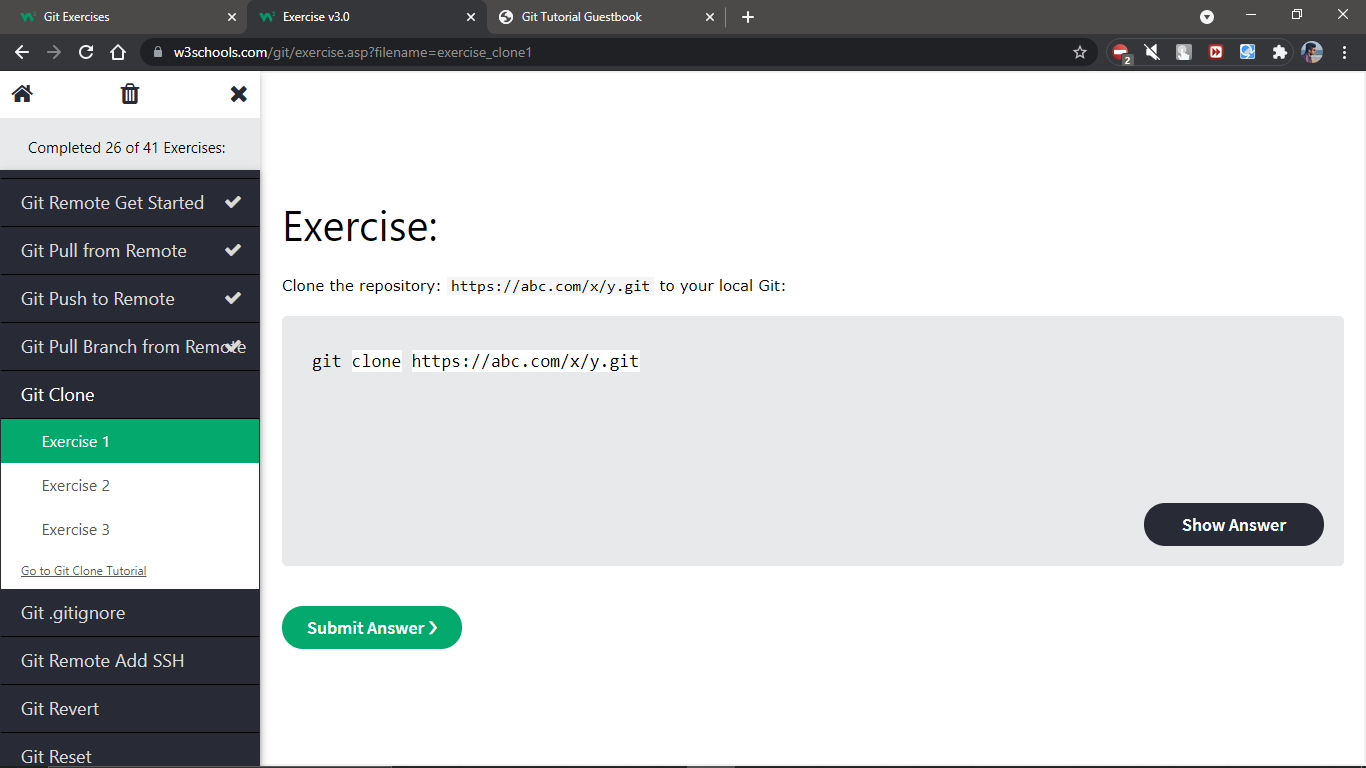 Git Exercises
Exercise v3.0
Git Tutorial Guestbook
w3schools.com/git/exercise.asp?filename=exercise_clone1
2
Completed 26 of 41 Exercises:
Git Remote Get Started
Git Pull from Remote
Git Push to Remote
Git Pull Branch from Remote
Git Clone
Exercise 1
Exercise 2
Exercise 3
Go to Git Clone Tutorial
Git .gitignore
Git Remote Add SSH
Git Revert
Git Reset
Exercise:
Clone the repository: https://abc.com/x/y.git to your local Git:
git clone https://abc.com/x/y.git
Show Answer
Submit Answer ❯